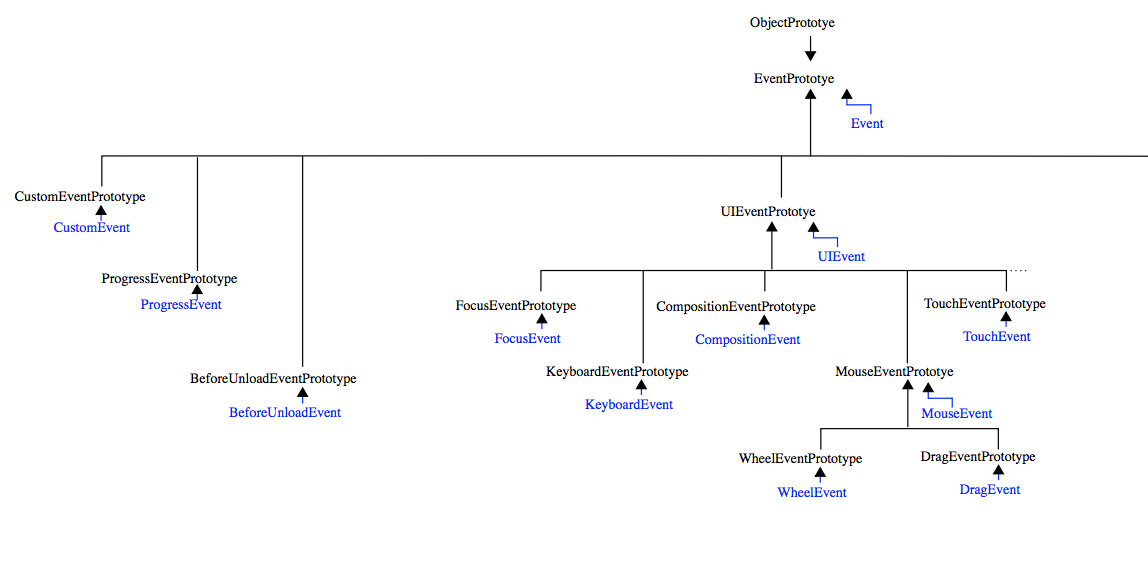 ObjectPrototye
EventPrototye
Event
CustomEventPrototype
CustomEvent
UIEventPrototye
UIEvent
ProgressEventPrototype
ProgressEvent
FocusEventPrototype
CompositionEventPrototype
TouchEventPrototype
FocusEvent
CompositionEvent
TouchEvent
BeforeUnloadEventPrototype
KeyboardEventPrototype
MouseEventPrototye
BeforeUnloadEvent
KeyboardEvent
MouseEvent
WheelEventPrototype
DragEventPrototype
WheelEvent
DragEvent